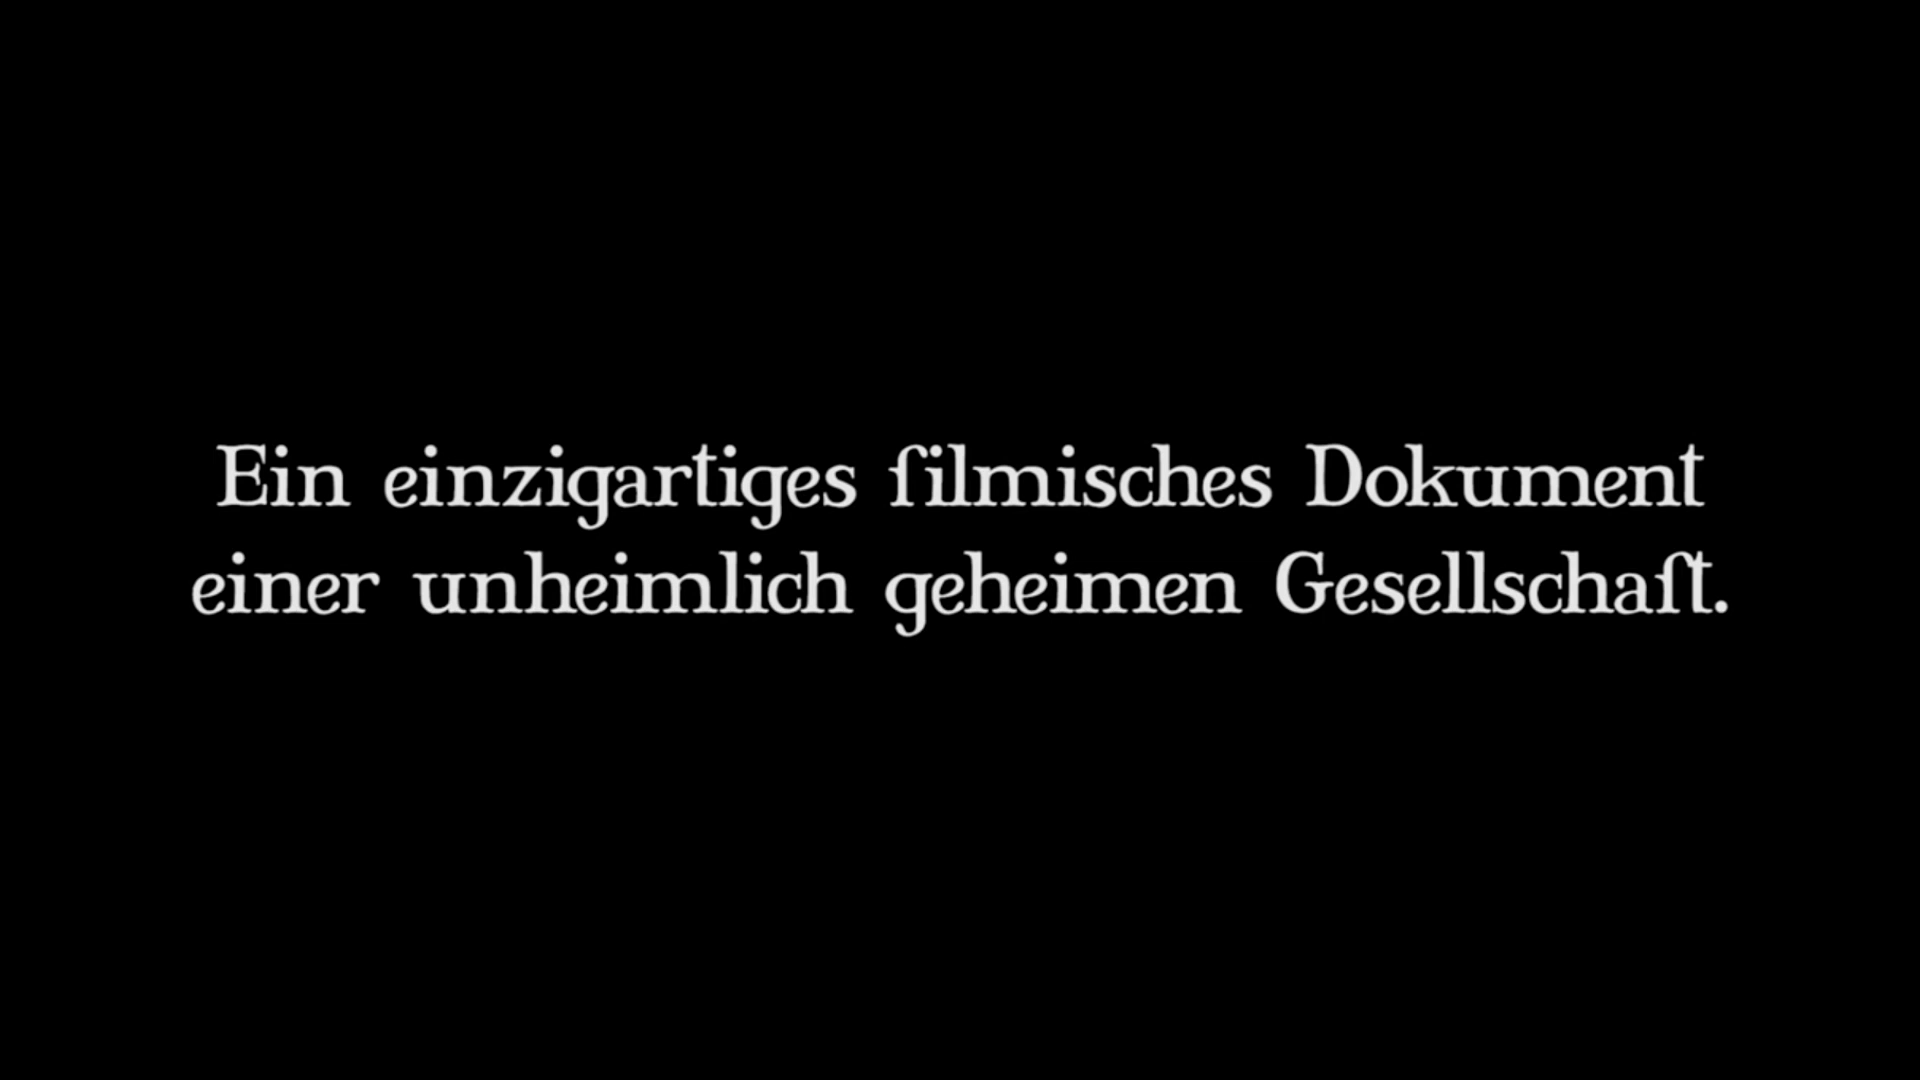 Ein einzigartiges filmisches Dokument
einer unheimlich geheimen Gesellschaft.